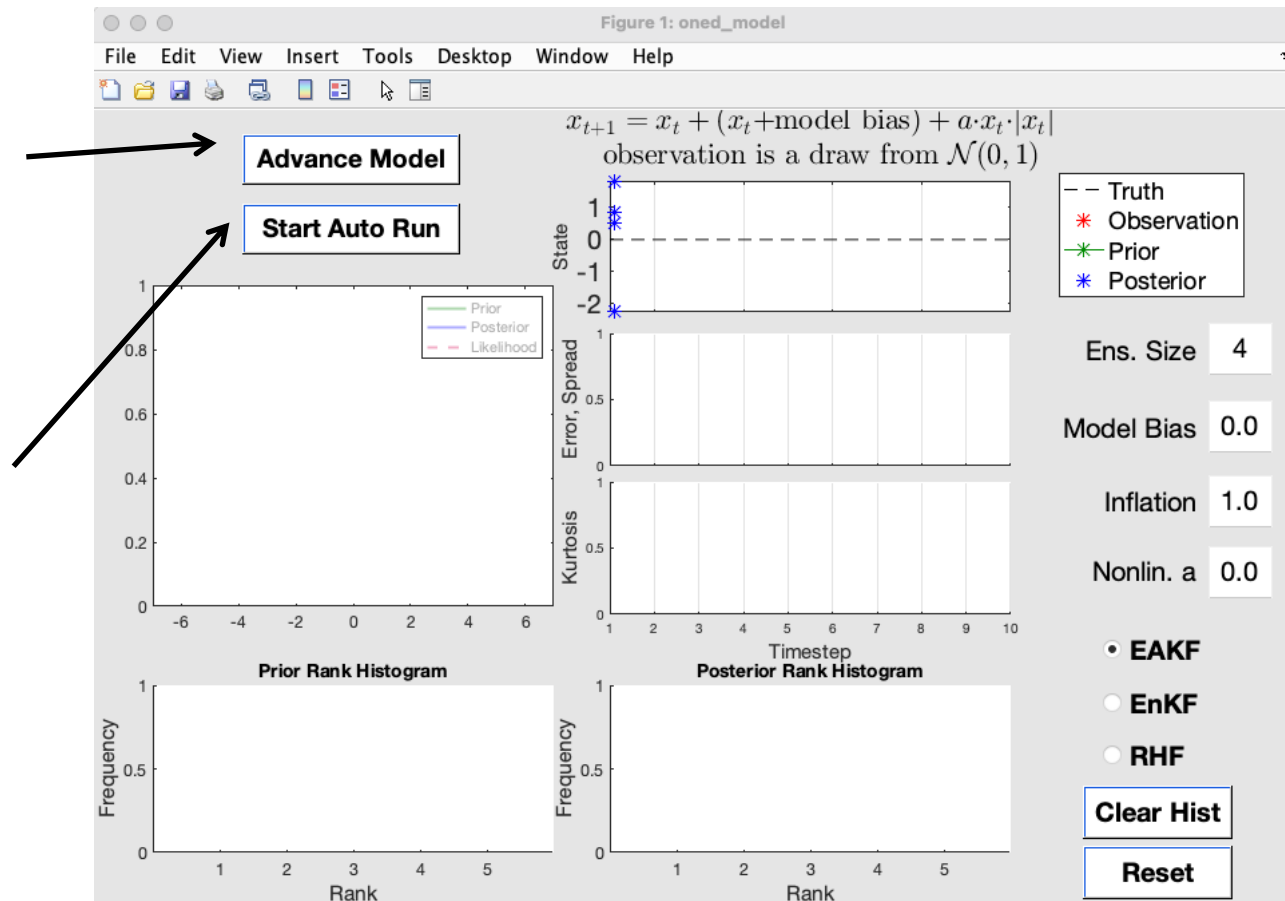 Figure 1: oned_model
File Edit View Insert Tools Desktop Window Help
x_{t+1} = x_t + (x_t+model bias) + a·x_t·|x_t|
observation is a draw from 𝒩(0, 1)
Advance Model
Start Auto Run
State
1
0
-1
-2
Truth
Observation
Prior
Posterior
1
0.8
0.6
0.4
0.2
0
-6 -4 -2 0 2 4 6
Prior
Posterior
Likelihood
Error, Spread
1
0.5
0
Kurtosis
1
0.5
0
1 2 3 4 5 6 7 8 9 10
Timestep
Ens. Size 4
Model Bias 0.0
Inflation 1.0
Nonlin. a 0.0
EAKF
EnKF
RHF
Clear Hist
Reset
Prior Rank Histogram
Frequency
1
0.5
0
1 2 3 4 5
Rank
Posterior Rank Histogram
Frequency
1
0.5
0
1 2 3 4 5
Rank